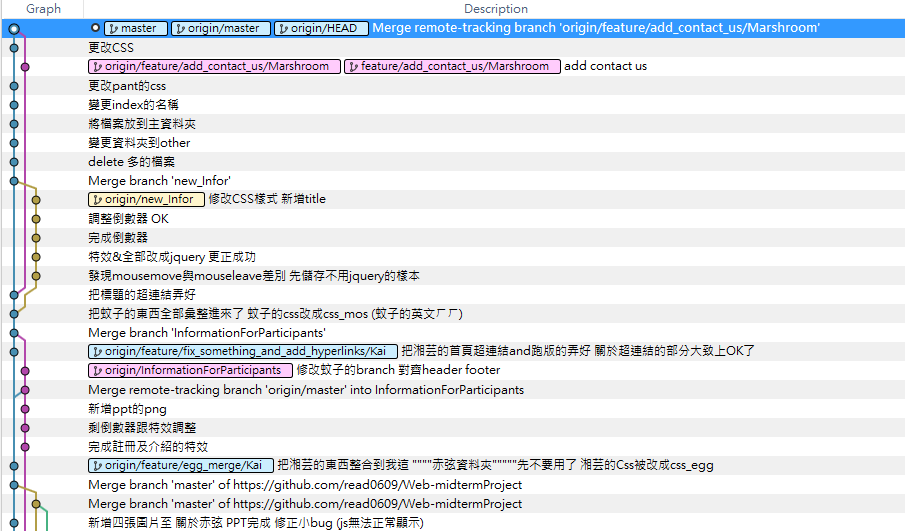 Graph Description
master origin/master origin/HEAD Merge remote-tracking branch 'origin/feature/add_contact_us/Marshroom'
更改CSS
origin/feature/add_contact_us/Marshroom feature/add_contact_us/Marshroom add contact us
更改pant的css
變更index的名稱
將檔案放到主資料夾
變更資料夾到other
delete 多的檔案
Merge branch 'new_Infor'
origin/new_Infor 修改CSS樣式 新增title
調整倒數器 OK
完成倒數器
特效&全部改成jquery 更正成功
發現mousemove與mouseleave差別 先儲存不用jquery的樣本
把標題的超連結弄好
把蚊子的東西全部彙整進來了 蚊子的css改成css_mos (蚊子的英文ㄏㄏ)
Merge branch 'InformationForParticipants'
origin/feature/fix_something_and_add_hyperlinks/Kai 把湘芸的首頁超連結and跑版的弄好 關於超連結的部分大致上OK了
origin/InformationForParticipants 修改蚊子的branch 對齊header footer
Merge remote-tracking branch 'origin/master' into InformationForParticipants
新增ppt的png
剩倒數器跟特效調整
完成註冊及介紹的特效
origin/feature/egg_merge/Kai 把湘芸的東西整合到我這 """"赤弦資料夾"""""先不要用了 湘芸的Css被改成css_egg
Merge branch 'master' of https://github.com/read0609/Web-midtermProject
Merge branch 'master' of https://github.com/read0609/Web-midtermProject
新增四張圖片至 關於赤弦 PPT完成 修正小bug (js無法正常顯示)